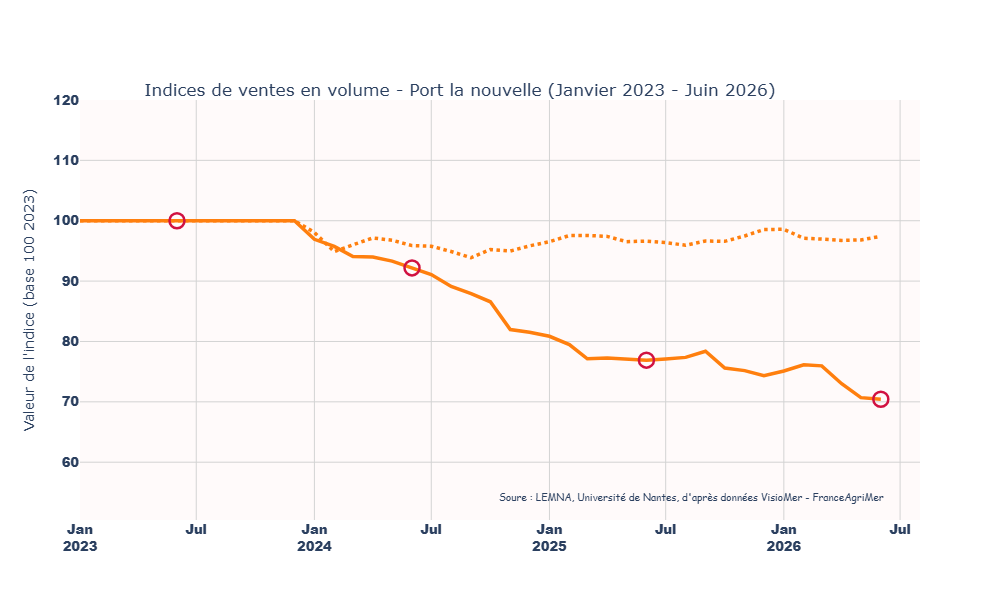 Indices de ventes en volume - Port la nouvelle (Janvier 2023 - Juin 2026)
Valeur de l'indice (base 100 2023)
120
110
100
90
80
70
60
Soure : LEMNA, Université de Nantes, d'après données VisioMer - FranceAgriMer
Jan Jul Jan Jul Jan Jul Jan Jul
2023 2024 2025 2026